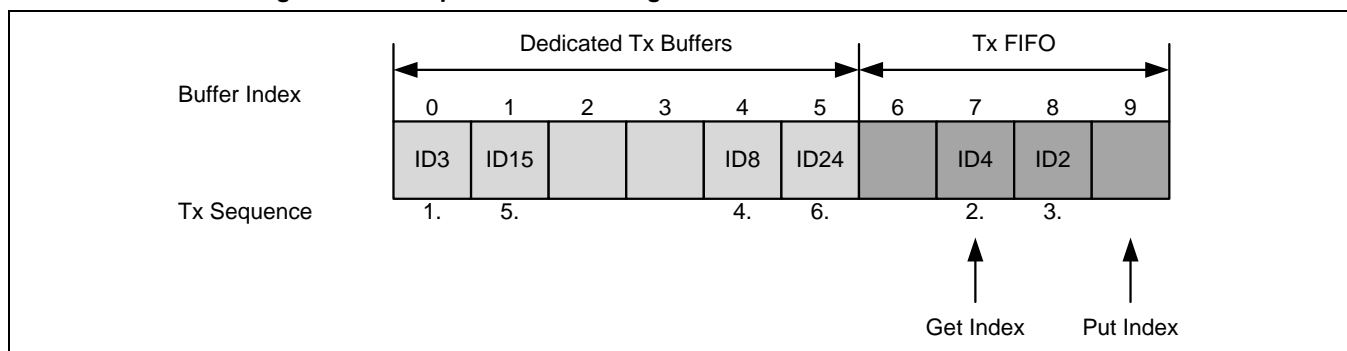 Dedicated Tx Buffers Tx FIFO
Buffer Index
0 1 2 3 4 5 6 7 8 9
ID3 ID15 ID8 ID24 ID4 ID2
Tx Sequence 1. 5. 4. 6. 2. 3.
Get Index Put Index